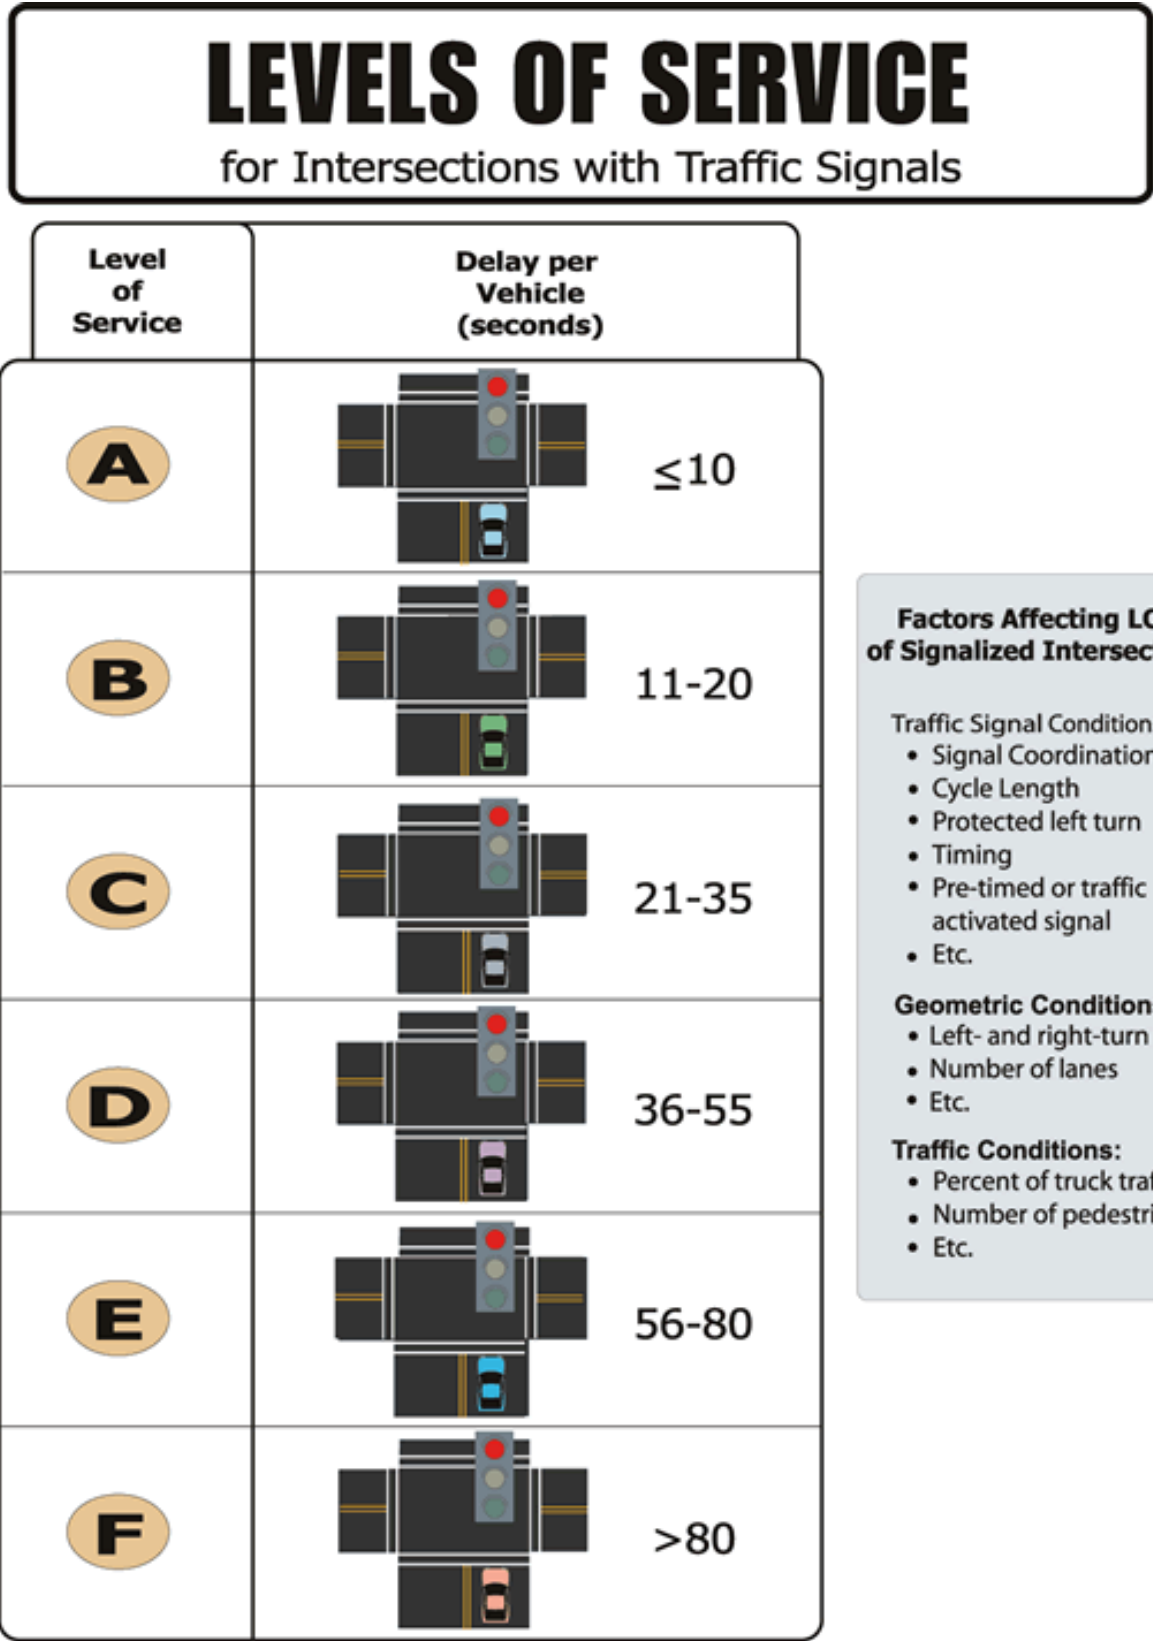 LEVELS OF SERVICE
for Intersections with Traffic Signals
Level
of
Service
Delay per
Vehicle
(seconds)
A
≤10
B
11-20
C
21-35
D
36-55
E
56-80
F
>80
Factors Affecting
of Signalized
Traffic Signal
• Signal
• Cycle Length
• Protected left turn
• Timing
• Pre-timed or traffic
activated signal
• Etc.
Geometric
• Left- and right-turn
• Number of lanes
• Etc.
Traffic Conditions:
• Percent of truck
• Number of
• Etc.